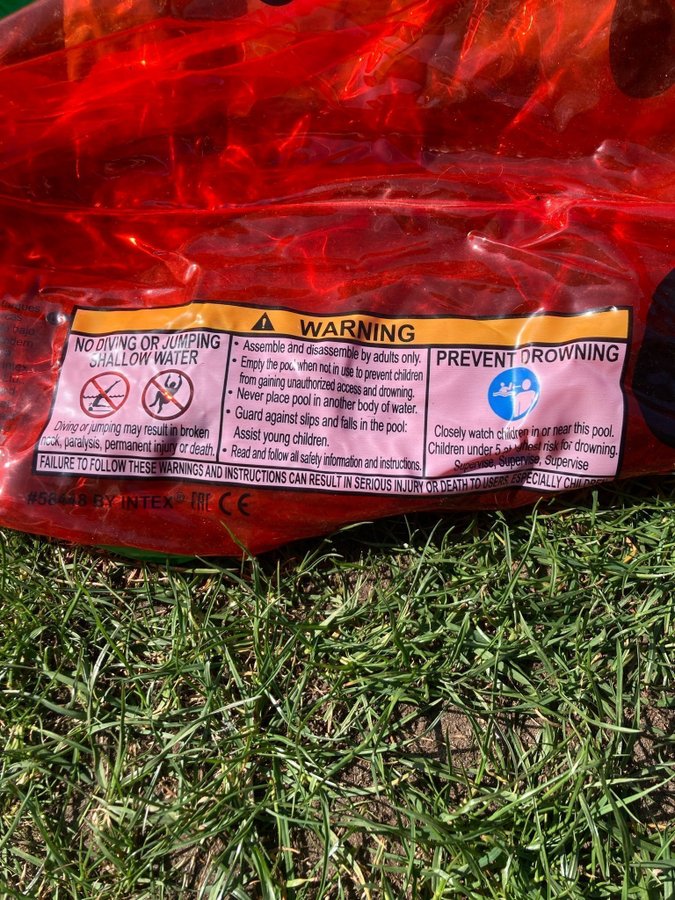 WARNING
NO DIVING OR JUMPING
SHALLOW WATER
Diving or jumping may result in broken
neck, paralysis, permanent injury or death.
• Assemble and disassemble by adults only.
• Empty the pool when not in use to prevent children
from gaining unauthorized access and drowning.
• Never place pool in another body of water.
• Guard against slips and falls in the pool:
Assist young children.
• Read and follow all safety information and instructions.
PREVENT DROWNING
Closely watch children in or near this pool.
Children under 5 at highest risk for drowning.
Supervise, Supervise, Supervise
FAILURE TO FOLLOW THESE WARNINGS AND INSTRUCTIONS CAN RESULT IN SERIOUS INJURY OR DEATH TO USERS, ESPECIALLY
BY INTEX® EAC CE